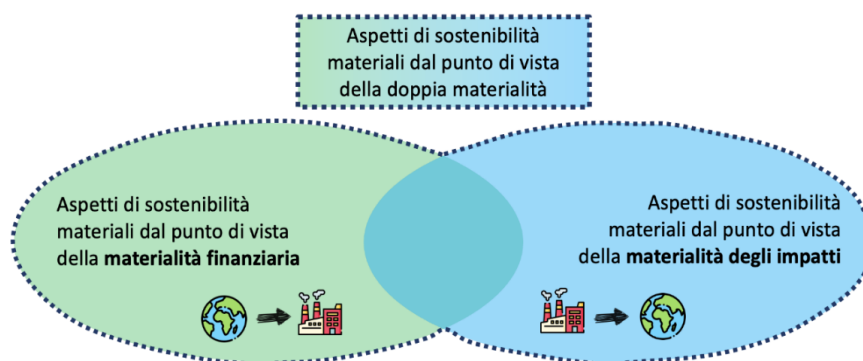 Aspetti di sostenibilità
materiali dal punto di vista
della doppia materialità
Aspetti di sostenibilità
materiali dal punto di vista
della materialità finanziaria
Aspetti di sostenibilità
materiali dal punto di vista
della materialità degli impatti